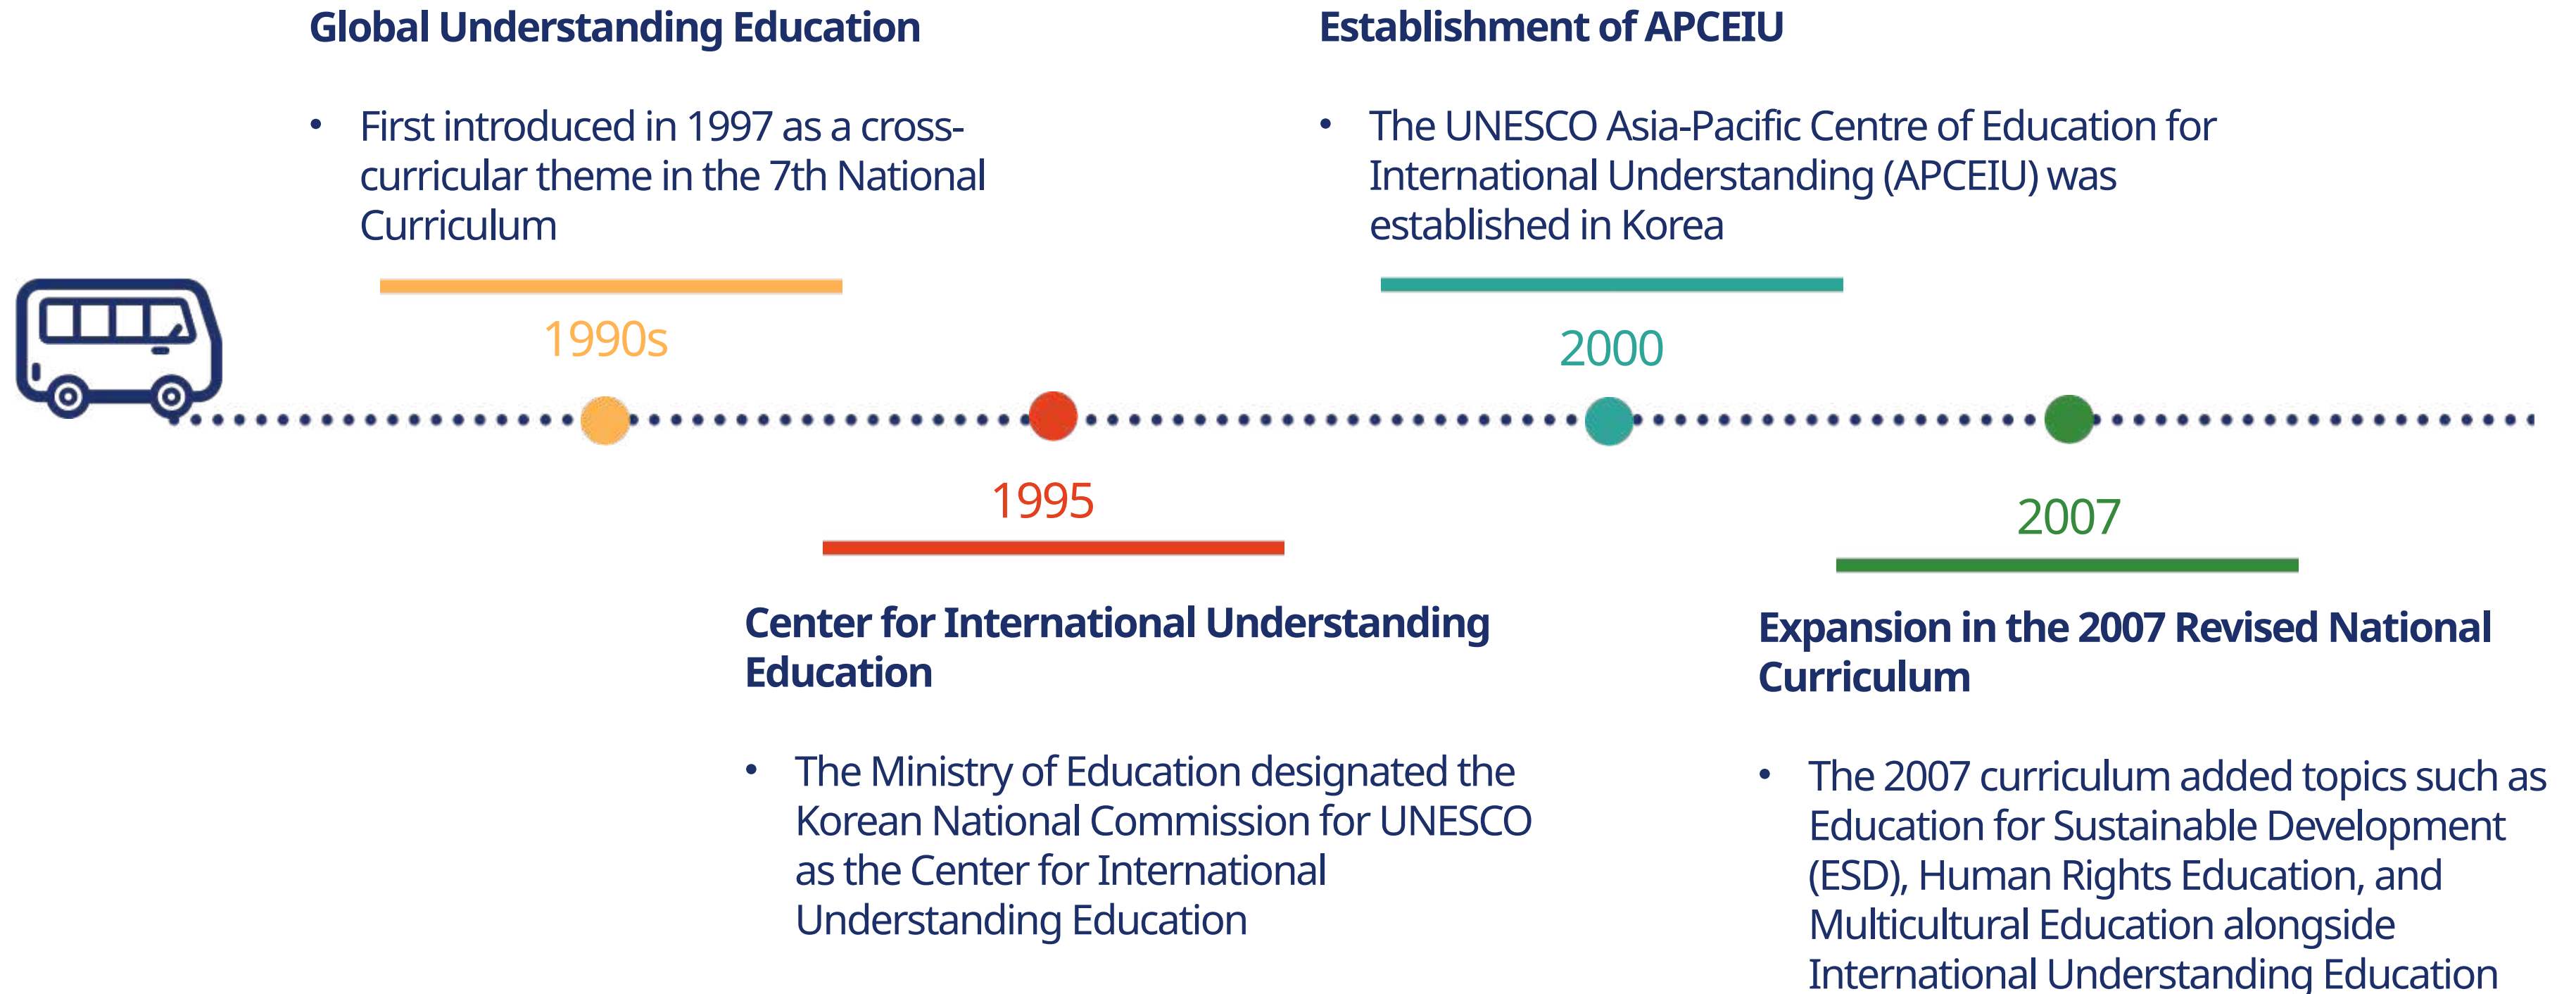 Global Understanding Education
• First introduced in 1997 as a cross-
curricular theme in the 7th National
Curriculum
1990s
1995
Center for International Understanding
Education
• The Ministry of Education designated the
Korean National Commission for UNESCO
as the Center for International
Understanding Education
Establishment of APCEIU
• The UNESCO Asia-Pacific Centre of Education for
International Understanding (APCEIU) was
established in Korea
2000
2007
Expansion in the 2007 Revised National
Curriculum
• The 2007 curriculum added topics such as
Education for Sustainable Development
(ESD), Human Rights Education, and
Multicultural Education alongside
International Understanding Education